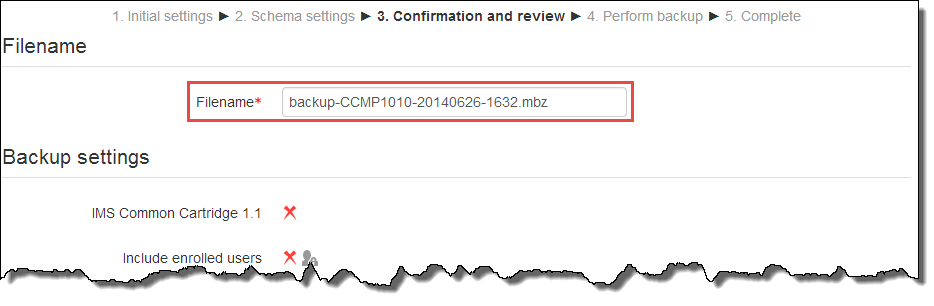 1. Initial settings ► 2. Schema settings ► 3. Confirmation and review ► 4. Perform backup ► 5. Complete
Filename
Filename* backup-CCMP1010-20140626-1632.mbz
Backup settings
IMS Common Cartridge 1.1
Include enrolled users